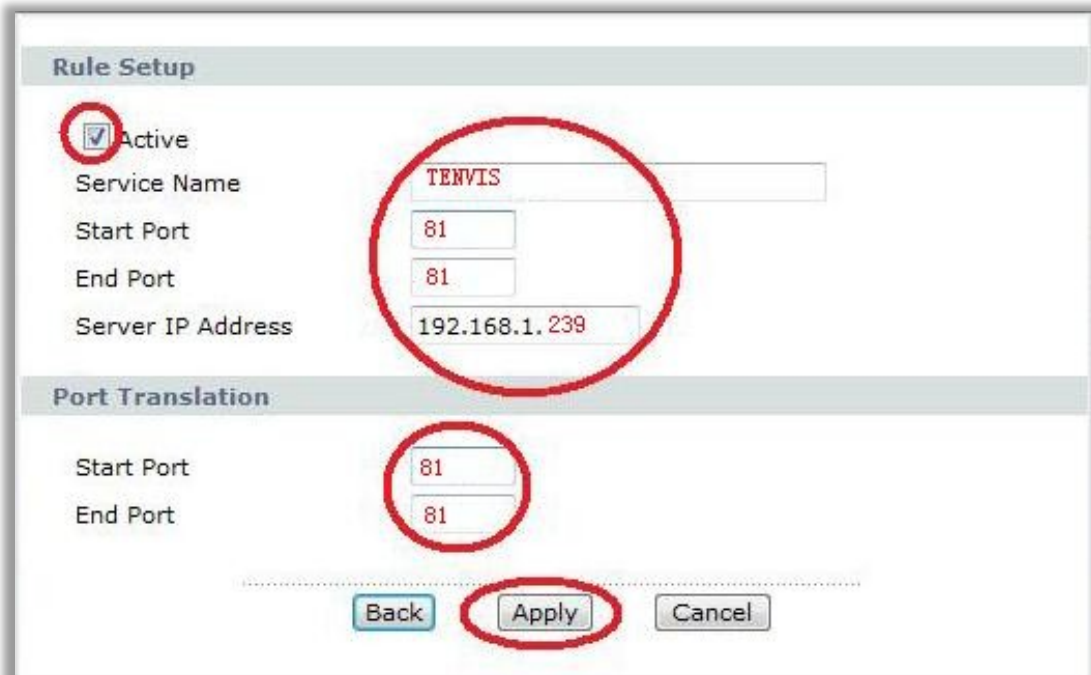 Rule Setup
Active
Service Name TENVIS
Start Port 81
End Port 81
Server IP Address 192.168.1.239
Port Translation
Start Port 81
End Port 81
Back Apply Cancel